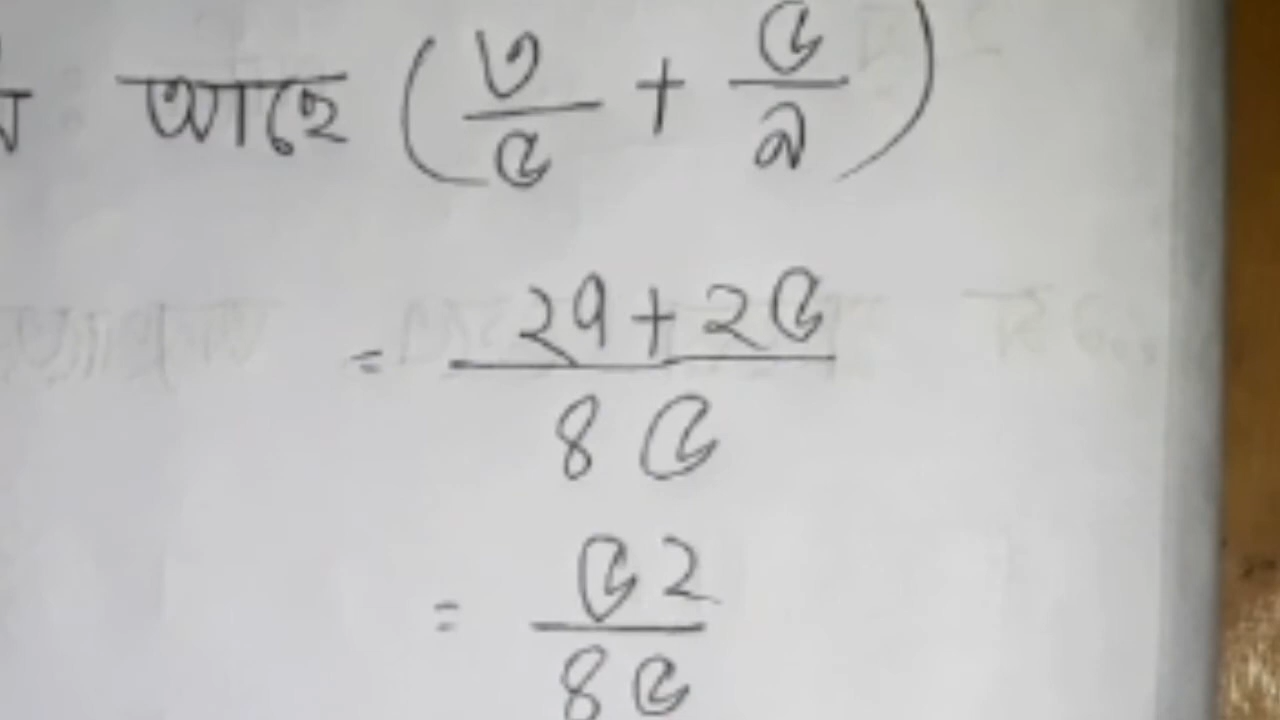 আছে (৩/৫ + ৫/৯)
= ২৭+২৫/৪৫
= ৫২/৪৫